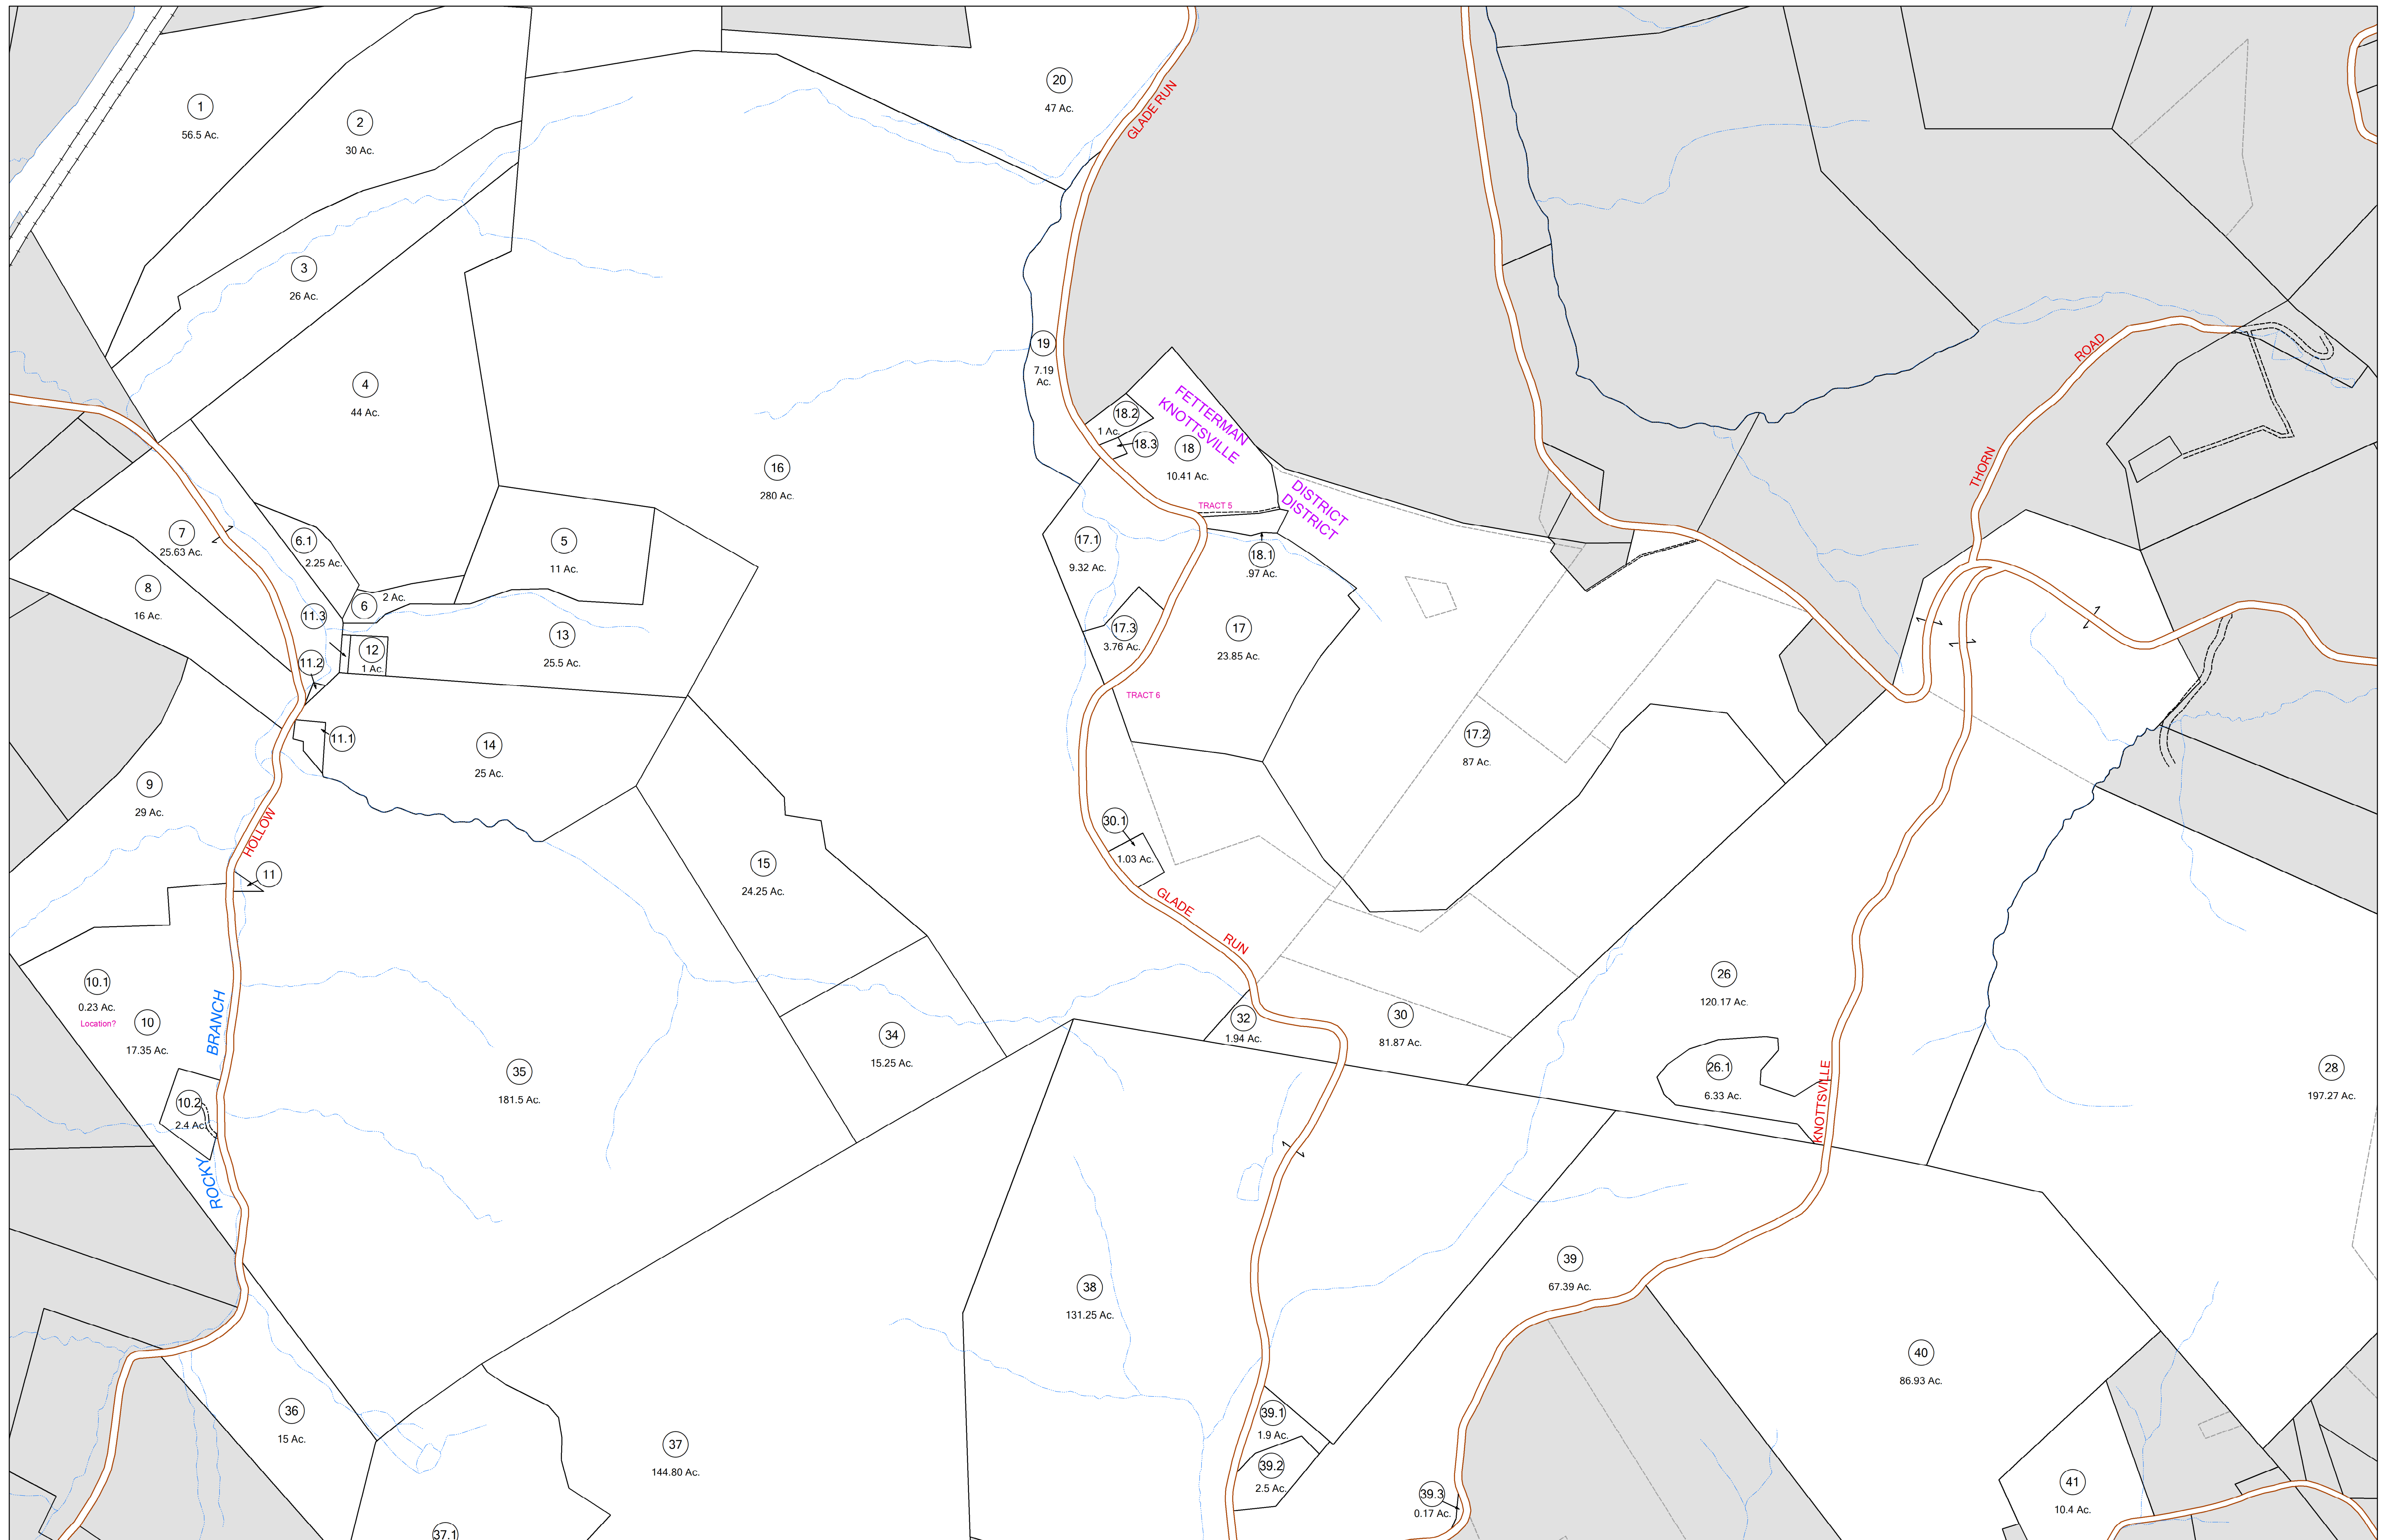 1
56.5 Ac.
2
30 Ac.
20
47 Ac.
GLADE RUN
3
26 Ac.
4
44 Ac.
19
7.19
Ac.
THORN
ROAD
16
280 Ac.
18.2
1 Ac.
18.3
18
10.41 Ac.
FETTERMAN
KNOTTSVILLE
DISTRICT
DISTRICT
TRACT 5
18.1
.97 Ac.
7
25.63 Ac.
8
16 Ac.
6.1
2.25 Ac.
5
11 Ac.
6
2 Ac.
11.3
12
1 Ac.
13
25.5 Ac.
11.2
17.1
9.32 Ac.
17.3
3.76 Ac.
17
23.85 Ac.
TRACT 6
17.2
87 Ac.
11.1
14
25 Ac.
9
29 Ac.
HOLLOW
11
15
24.25 Ac.
30.1
1.03 Ac.
GLADE
RUN
10.1
0.23 Ac.
Location?
10
17.35 Ac.
BRANCH
26
120.17 Ac.
32
1.94 Ac.
30
81.87 Ac.
34
15.25 Ac.
35
181.5 Ac.
26.1
6.33 Ac.
KNOTTSVILLE
28
197.27 Ac.
10.2
2.4 Ac.
ROCKY
39
67.39 Ac.
38
131.25 Ac.
40
86.93 Ac.
36
15 Ac.
37
144.80 Ac.
39.1
1.9 Ac.
39.2
2.5 Ac.
39.3
0.17 Ac.
41
10.4 Ac.
37.1